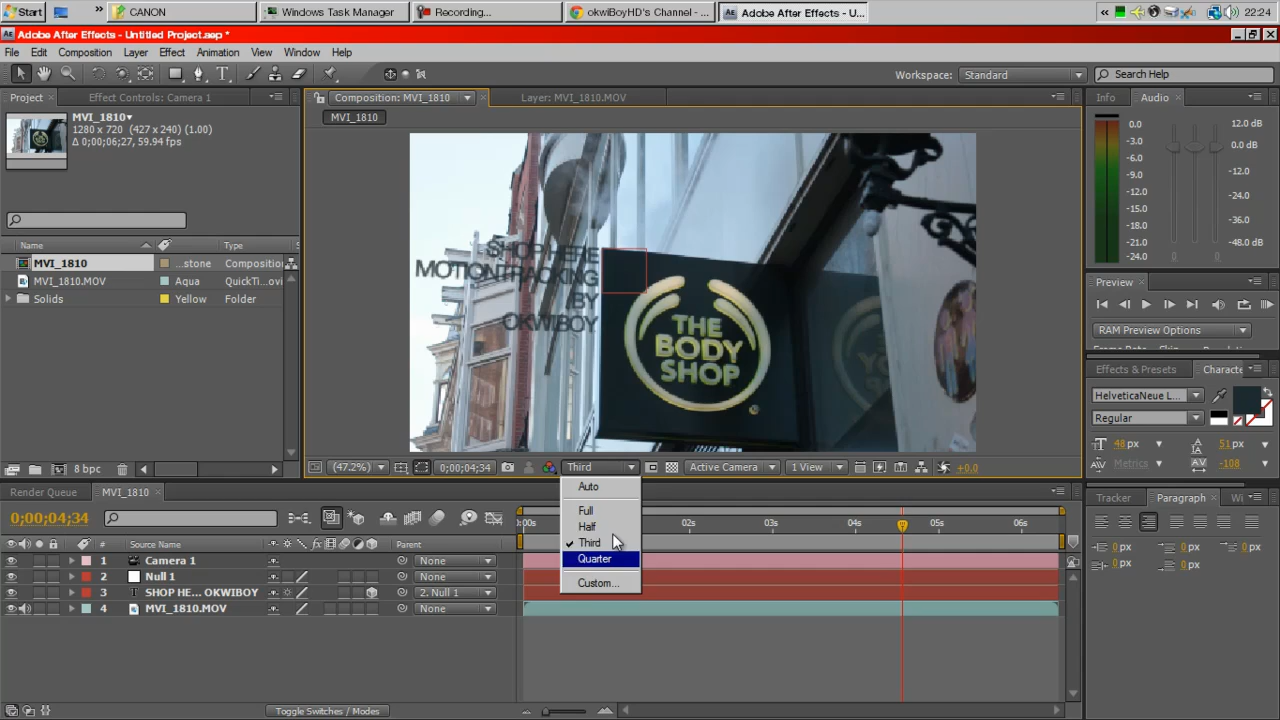 Start
»
CANON
Windows Task Manager
Recording...
okwiBoyHD's Channel - ...
Adobe After Effects - U...
«
22:24
Adobe After Effects - Untitled Project.aep *
File Edit Composition Layer Effect Animation View Window Help
Workspace: Standard
Search Help
Project
Effect Controls: Camera 1
Composition: MVI_1810
Layer: MVI_1810.MOV
Info
Audio
MVI_1810
MVI_1810
1280 x 720 (427 x 240) (1.00)
Δ 0;00;06;27, 59.94 fps
Name Type
MVI_1810 ...stone Compositio
MVI_1810.MOV Aqua QuickT...ovi
Solids Yellow Folder
8 bpc
SHOP HERE
MOTIONTRACKING
BY
OKWIBOY
THE
BODY
SHOP
®
0.0
-3.0
-6.0
-9.0
-12.0
-15.0
-18.0
-21.0
-24.0
12.0 dB
0.0 dB
-12.0
-24.0
-36.0
-48.0 dB
Preview
RAM Preview Options
Effects & Presets
Characte
HelveticaNeue L...
Regular
48 px
51 px
Metrics
-108
(47.2%)
0;00;04;34
Third
Active Camera
1 View
+0.0
Auto
Full
Half
Third
Quarter
Custom...
Render Queue
MVI_1810
0;00;04;34
# Layer Name
Parent
:00s 02s 03s 05s 06s
1 Camera 1 None
2 Null 1 None
3 T SHOP HE... OKWIBOY 2. Null 1
4 MVI_1810.MOV None
Toggle Switches / Modes
Tracker
Paragraph
Wi
0 px 0 px 0 px
0 px 0 px